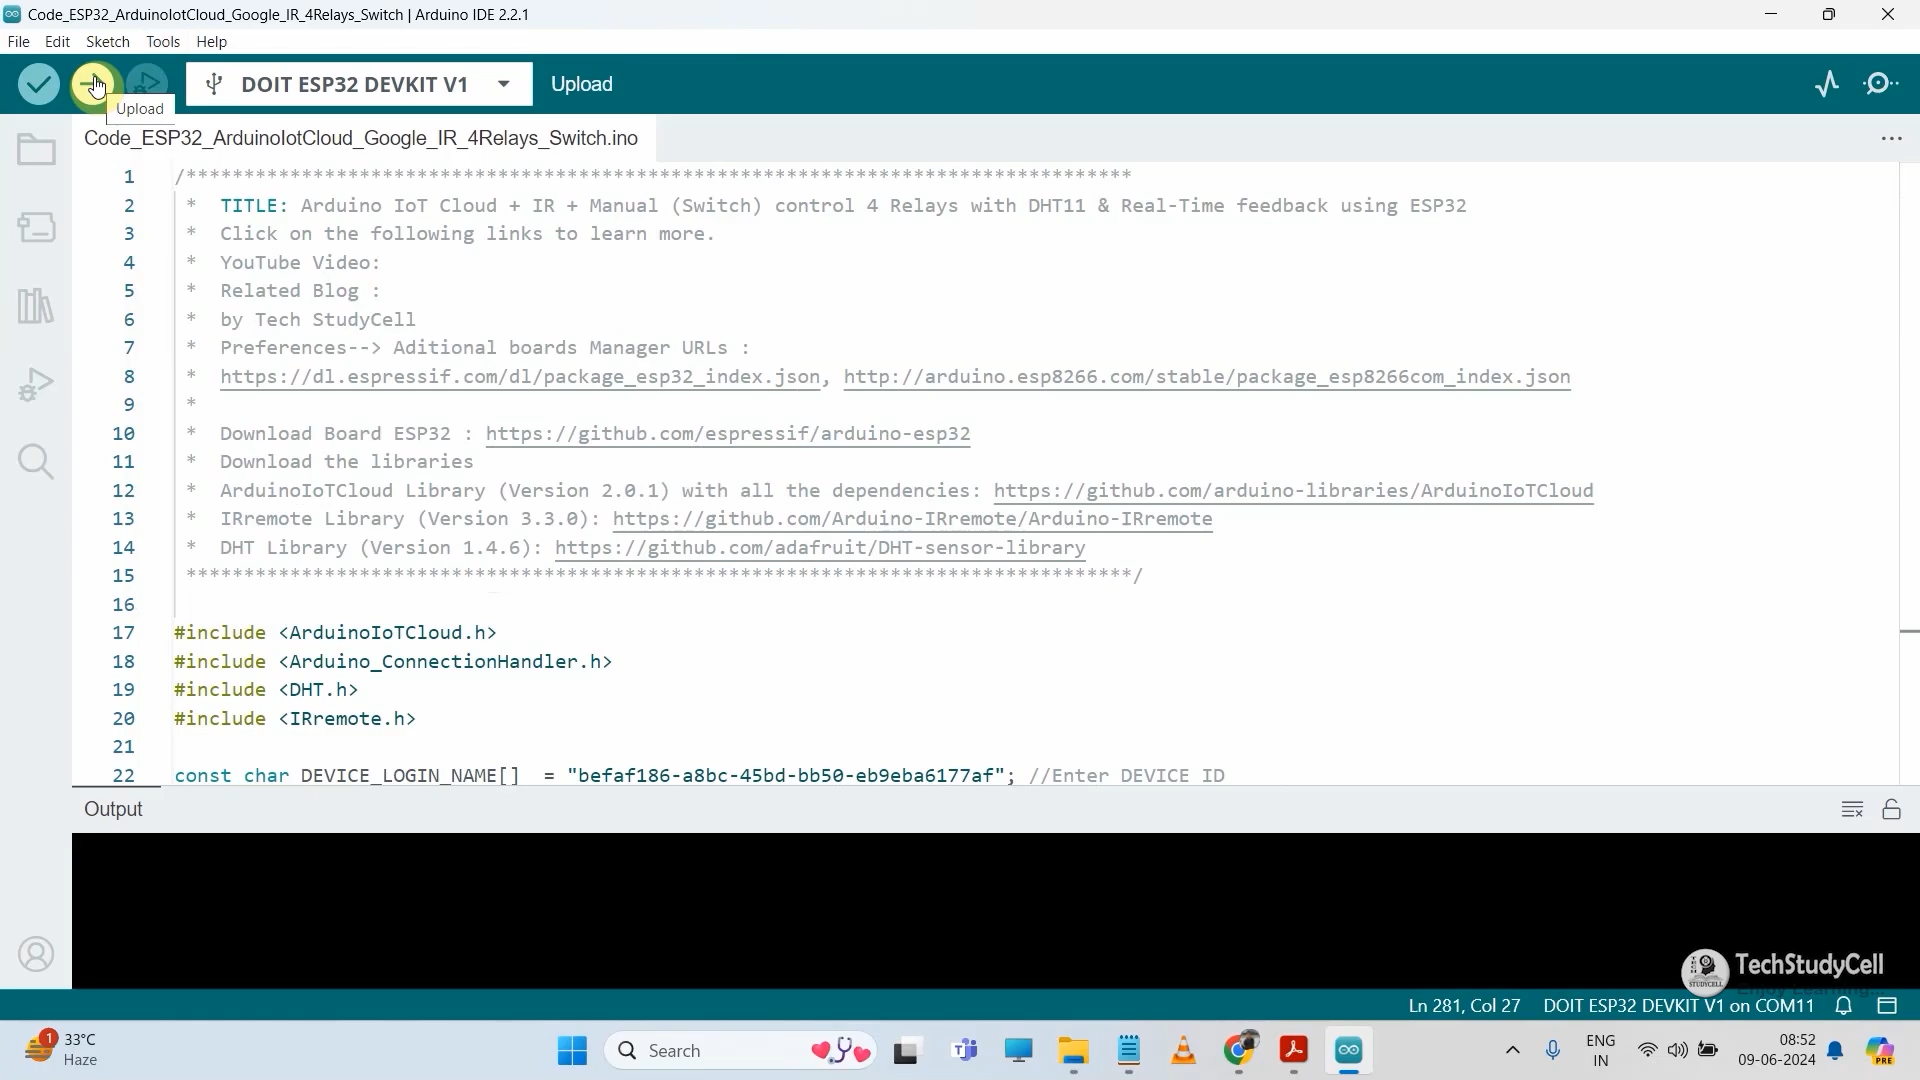 Code_ESP32_ArduinoIotCloud_Google_IR_4Relays_Switch | Arduino IDE 2.2.1
File Edit Sketch Tools Help
DOIT ESP32 DEVKIT V1
Upload
Upload
Code_ESP32_ArduinoIotCloud_Google_IR_4Relays_Switch.ino
1 /**********************************************************************************
2 * TITLE: Arduino IoT Cloud + IR + Manual (Switch) control 4 Relays with DHT11 & Real-Time feedback using ESP32
3 * Click on the following links to learn more.
4 * YouTube Video:
5 * Related Blog :
6 * by Tech StudyCell
7 * Preferences--> Aditional boards Manager URLs :
8 * https://dl.espressif.com/dl/package_esp32_index.json, http://arduino.esp8266.com/stable/package_esp8266com_index.json
9 *
10 * Download Board ESP32 : https://github.com/espressif/arduino-esp32
11 * Download the libraries
12 * ArduinoIoTCloud Library (Version 2.0.1) with all the dependencies: https://github.com/arduino-libraries/ArduinoIoTCloud
13 * IRremote Library (Version 3.3.0): https://github.com/Arduino-IRremote/Arduino-IRremote
14 * DHT Library (Version 1.4.6): https://github.com/adafruit/DHT-sensor-library
15 **********************************************************************************/
16
17 #include <ArduinoIoTCloud.h>
18 #include <Arduino_ConnectionHandler.h>
19 #include <DHT.h>
20 #include <IRremote.h>
21
22 const char DEVICE_LOGIN_NAME[] = "befaf186-a8bc-45bd-bb50-eb9eba6177af"; //Enter DEVICE ID
Output
STUDYCELL
TechStudyCell
Ln 281, Col 27 DOIT ESP32 DEVKIT V1 on COM11
1
33°C
Haze
Search
ENG
IN
08:52
09-06-2024
PRE